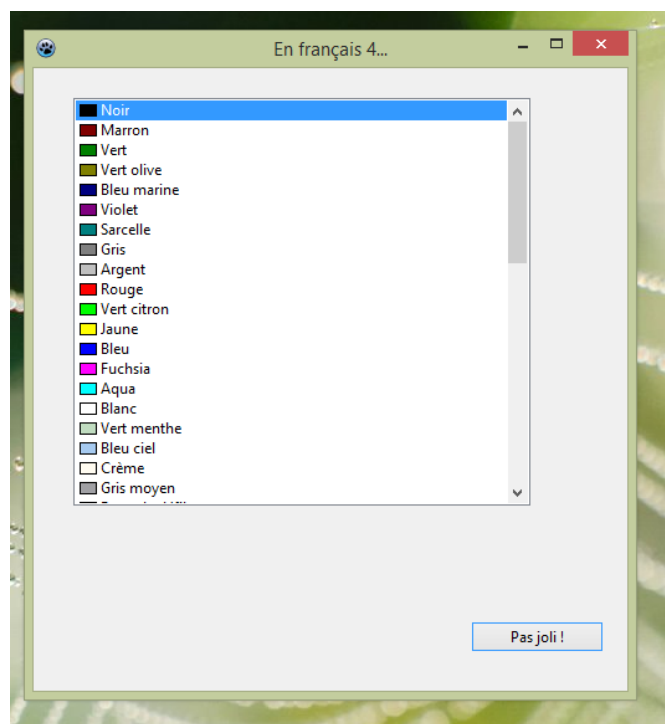 En français 4...
Noir
Marron
Vert
Vert olive
Bleu marine
Violet
Sarcelle
Gris
Argent
Rouge
Vert citron
Jaune
Bleu
Fuchsia
Aqua
Blanc
Vert menthe
Bleu ciel
Crème
Gris moyen
Pas joli !